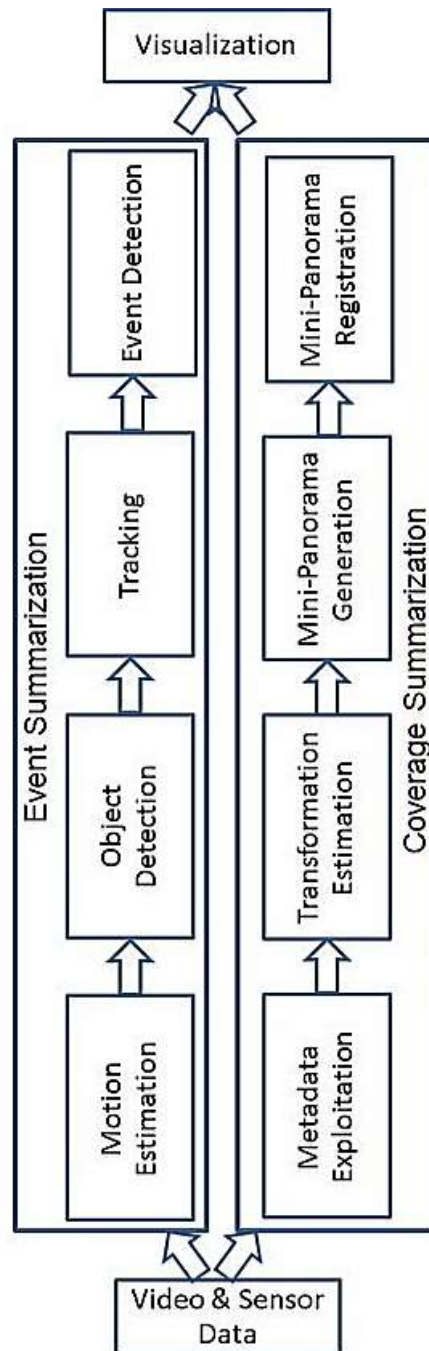 Visualization
Event Summarization
Event Detection
Tracking
Object
Detection
Motion
Estimation
Mini-Panorama
Registration
Mini-Panorama
Generation
Transformation
Estimation
Metadata
Exploitation
Coverage Summarization
Video & Sensor
Data